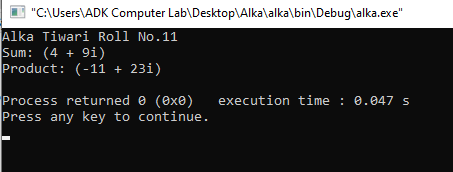 "C:\Users\ADK Computer Lab\Desktop\Alka\alka\bin\Debug\alka.exe"
Alka Tiwari Roll No.11
Sum: (4 + 9i)
Product: (-11 + 23i)
Process returned 0 (0x0)   execution time : 0.047 s
Press any key to continue.